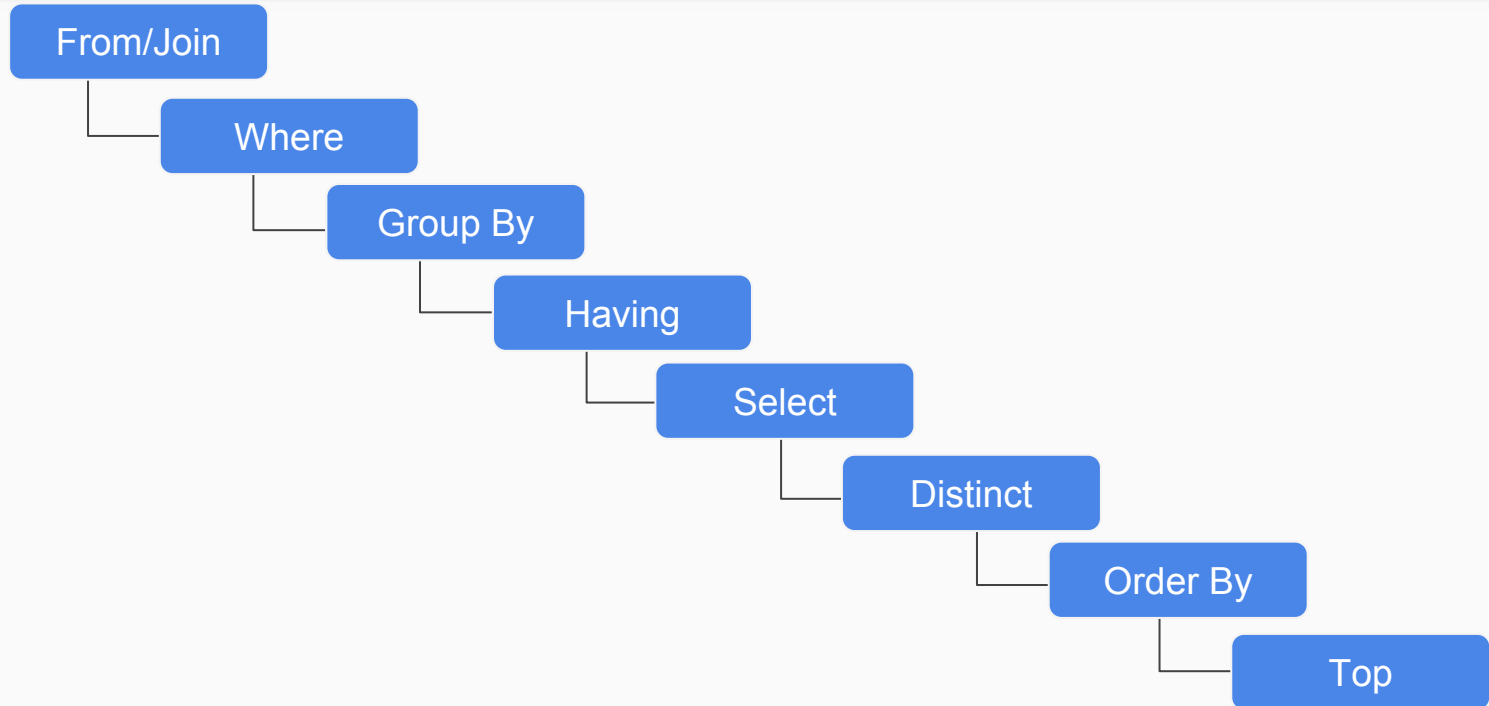 From/Join
Where
Group By
Having
Select
Distinct
Order By
Top